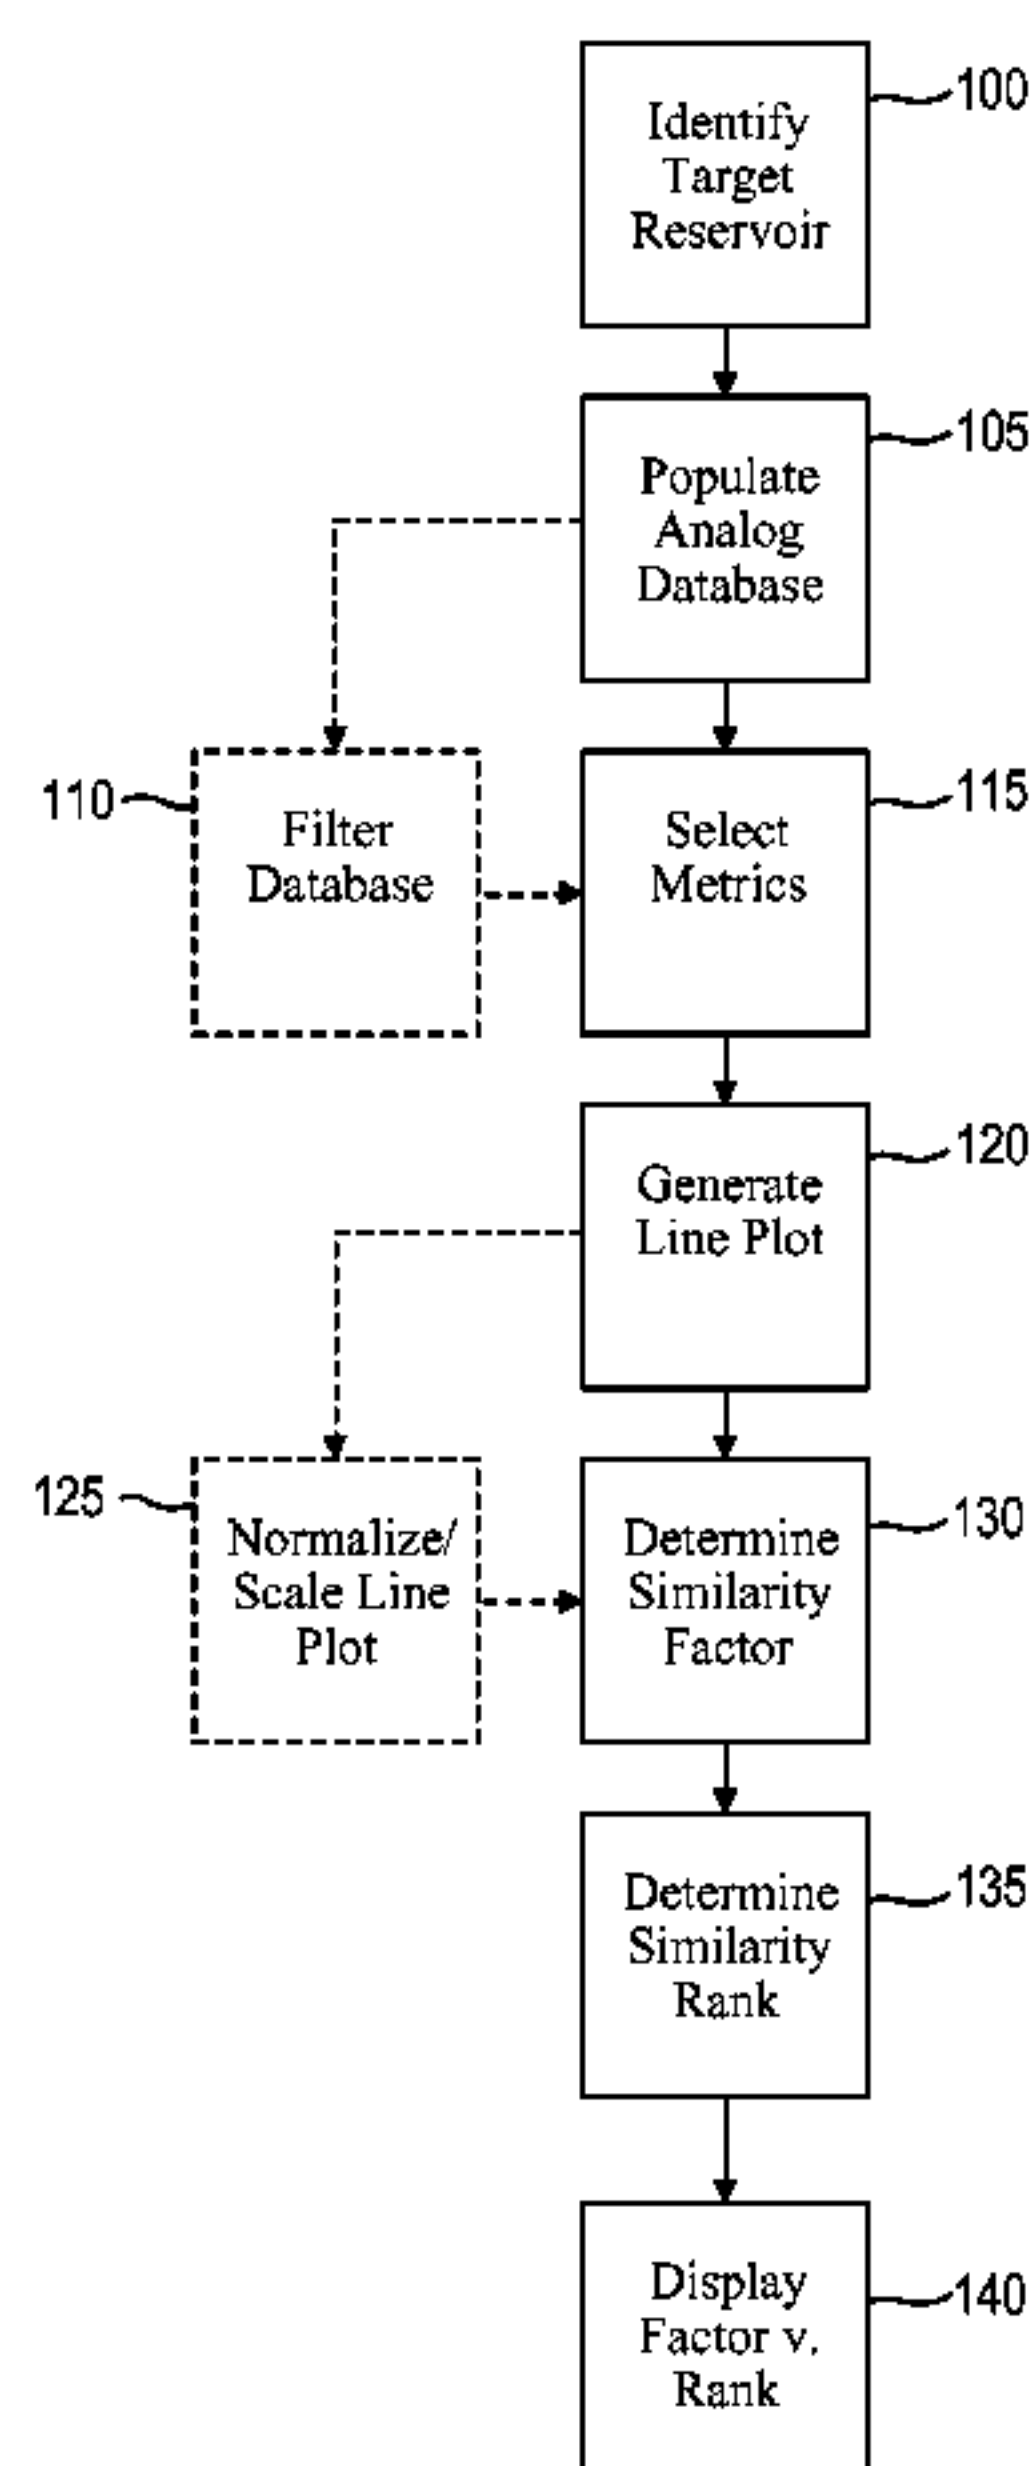 100
Identify
Target
Reservoir
105
Populate
Analog
Database
110
Filter
Database
115
Select
Metrics
120
Generate
Line Plot
125
Normalize/
Scale Line
Plot
130
Determine
Similarity
Factor
135
Determine
Similarity
Rank
140
Display
Factor v.
Rank